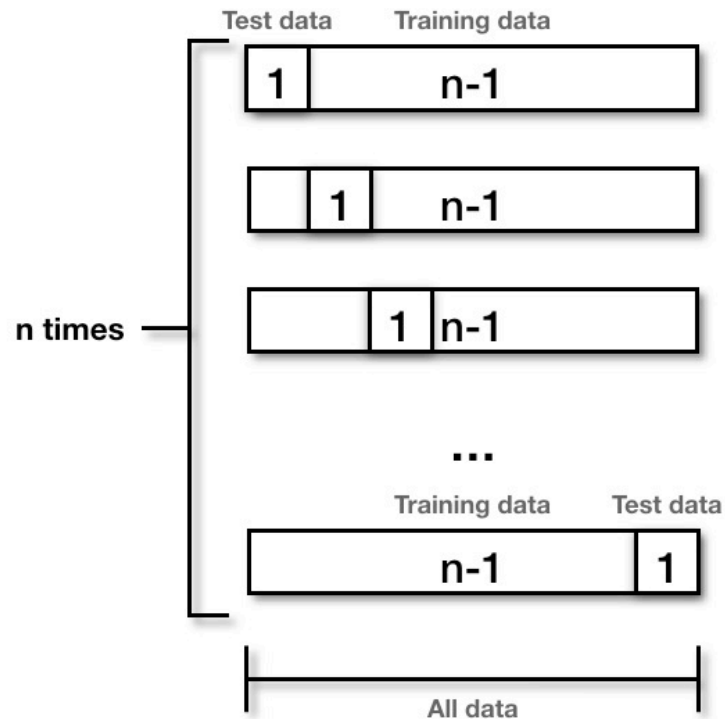 Test data Training data
1 n-1
1 n-1
1 n-1
n times
...
Training data Test data
n-1 1
All data